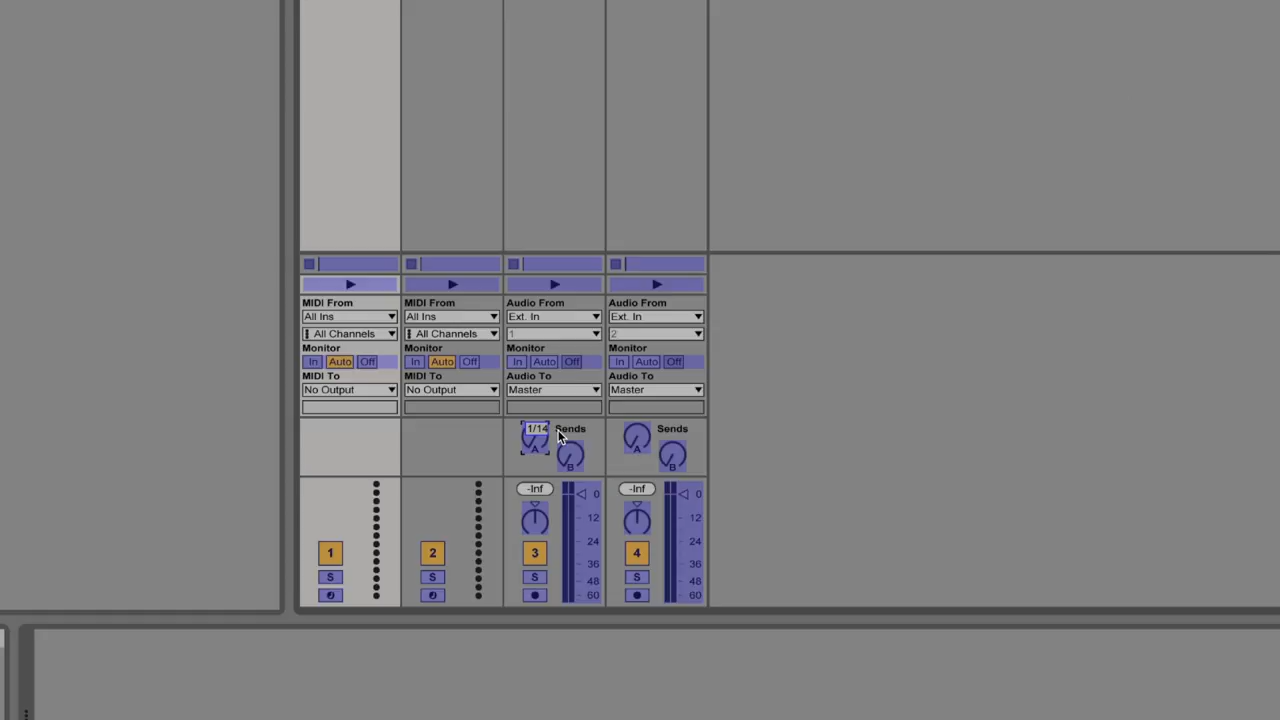 MIDI From MIDI From Audio From Audio From
All Ins All Ins Ext. In Ext. In
All Channels All Channels 1 2
Monitor Monitor Monitor Monitor
In Auto Off In Auto Off In Auto Off In Auto Off
MIDI To MIDI To Audio To Audio To
No Output No Output Master Master
1/14 Sends Sends
A A
B B
-Inf 0 -Inf 0
12 12
24 24
1 2 3 4
36 36
S S S S
48 48
60 60